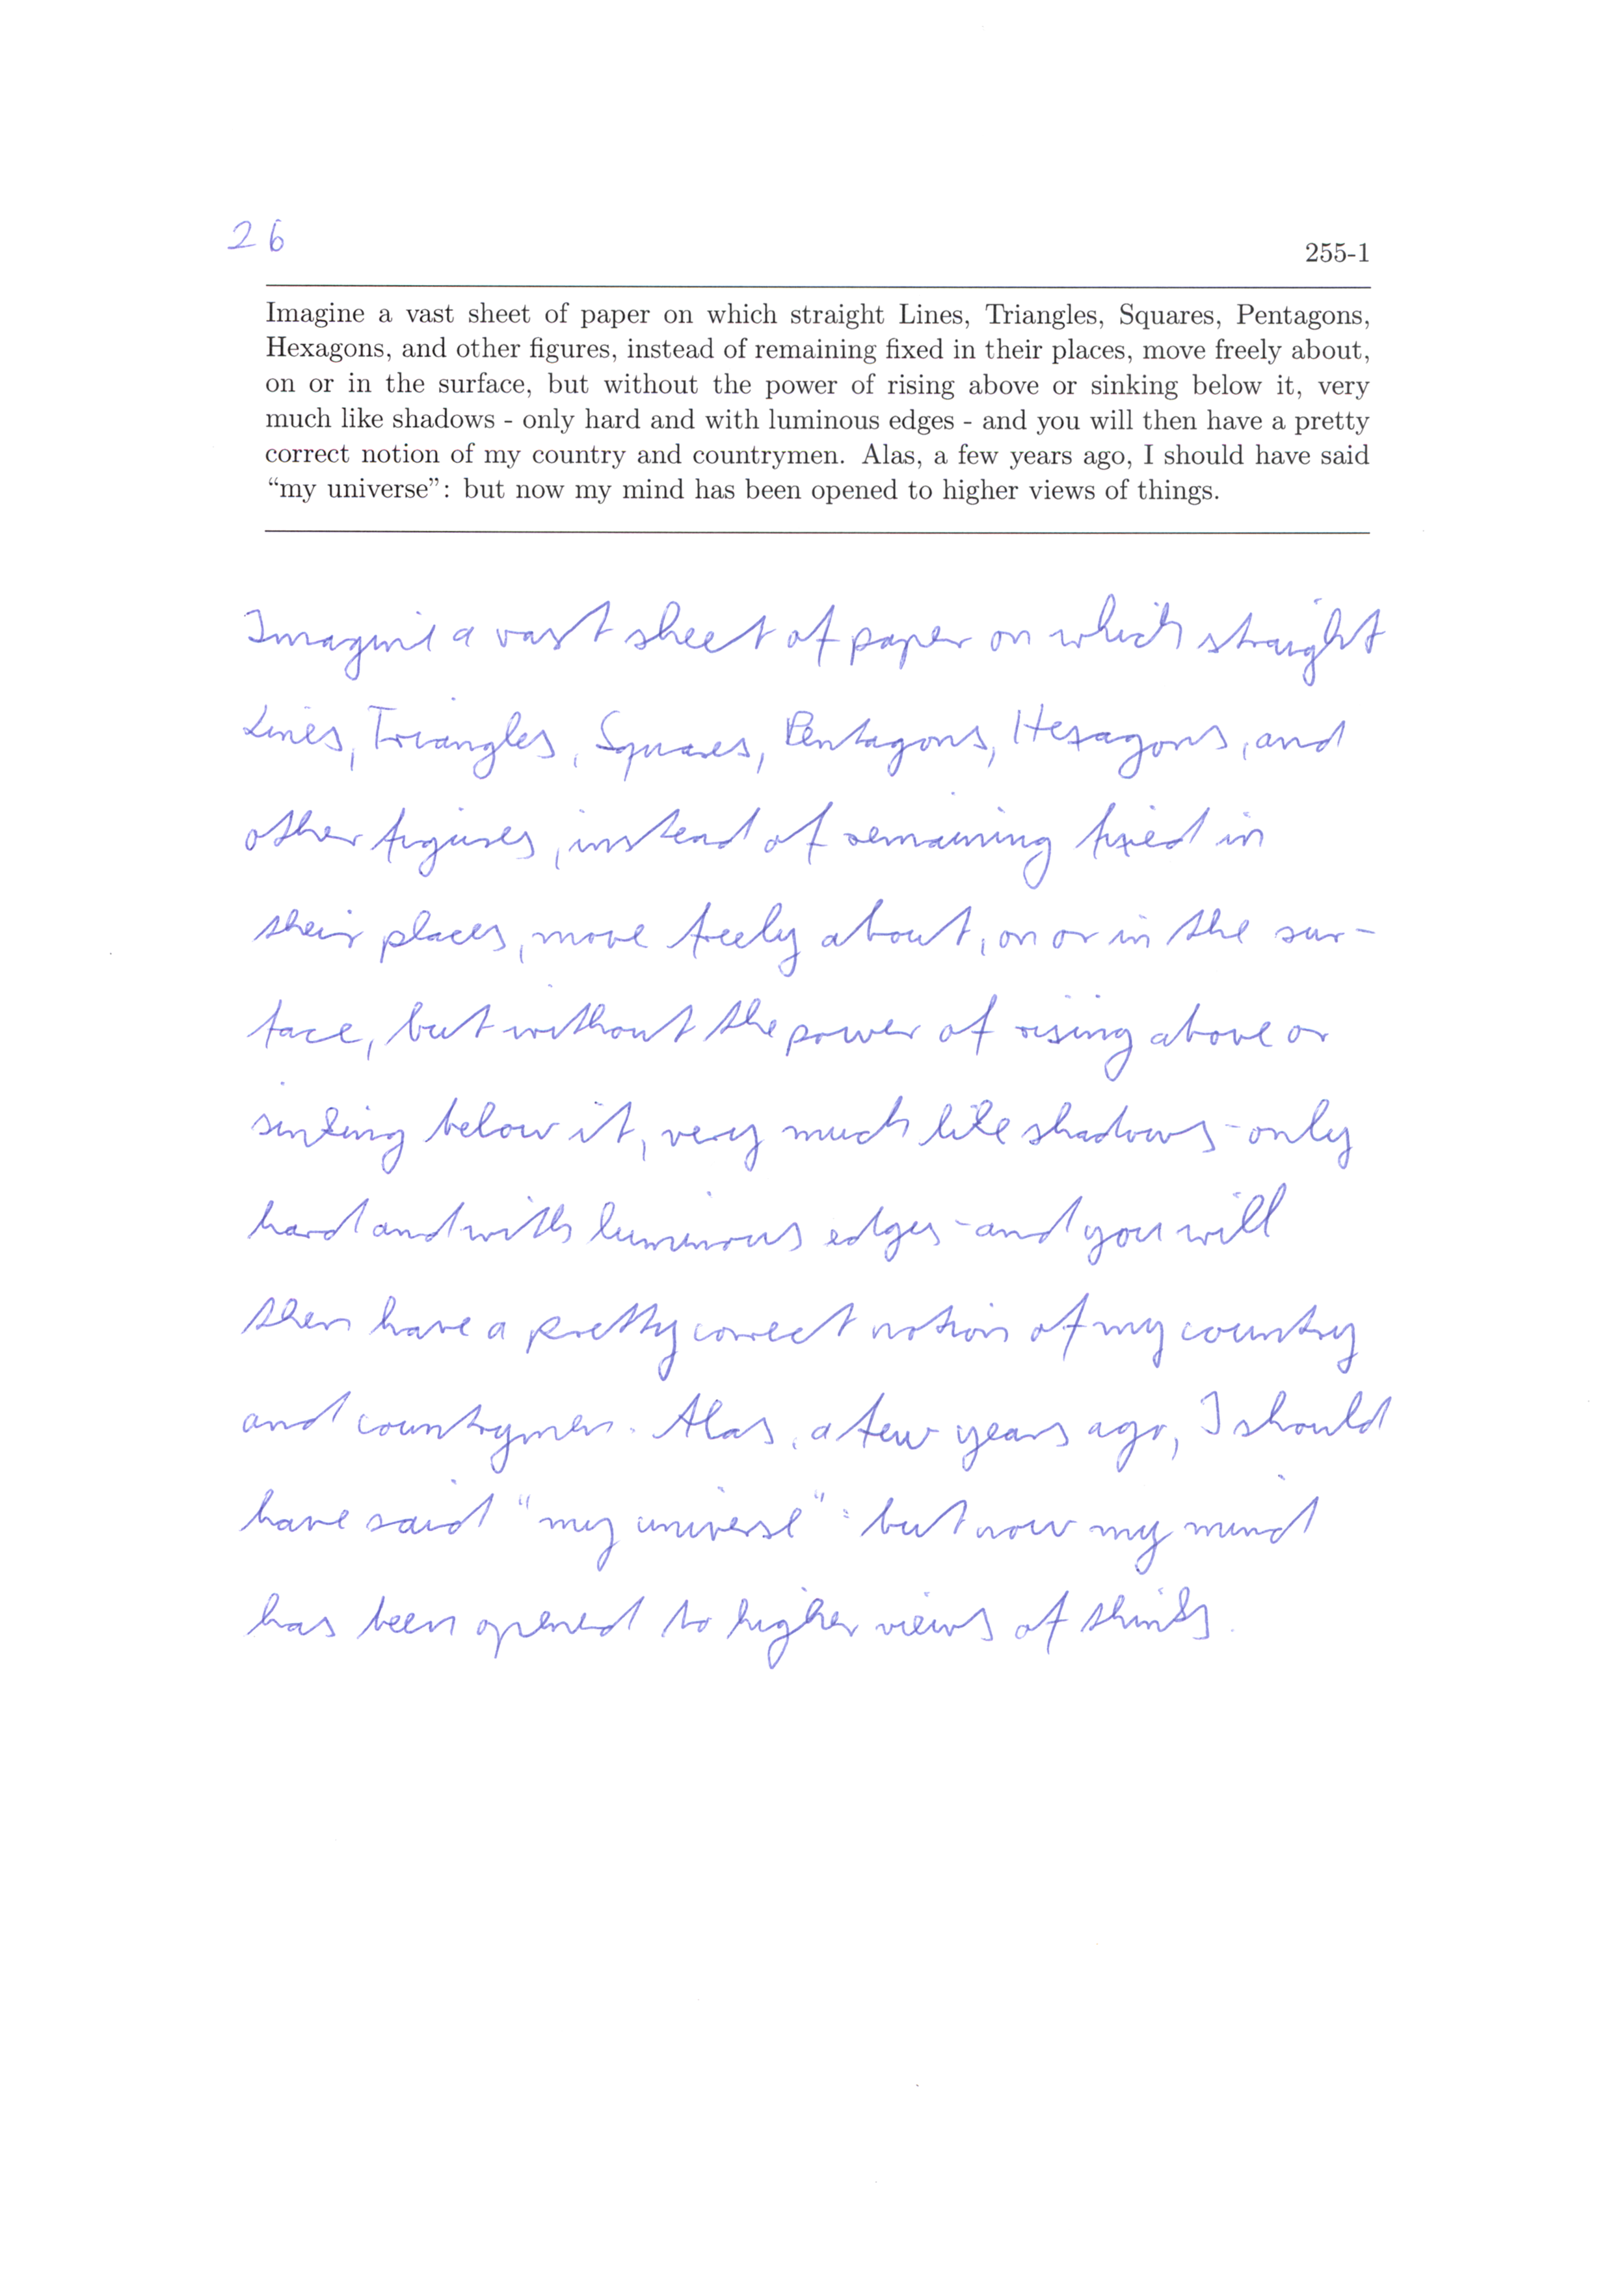 26
255-1
Imagine a vast sheet of paper on which straight Lines, Triangles, Squares, Pentagons,
Hexagons, and other figures, instead of remaining fixed in their places, move freely about,
on or in the surface, but without the power of rising above or sinking below it, very
much like shadows - only hard and with luminous edges - and you will then have a pretty
correct notion of my country and countrymen. Alas, a few years ago, I should have said
“my universe”: but now my mind has been opened to higher views of things.
Imagine a vast sheet of paper on which straight
Lines, Triangles, Squares, Pentagons, Hexagons, and
other figures, instead of remaining fixed in
their places, move freely about, on or in the sur-
face, but without the power of rising above or
sinking below it, very much like shadows - only
hard and with luminous edges - and you will
then have a pretty correct notion of my country
and countrymen. Alas, a few years ago, I should
have said "my universe": but now my mind
has been opened to higher views of thinks.